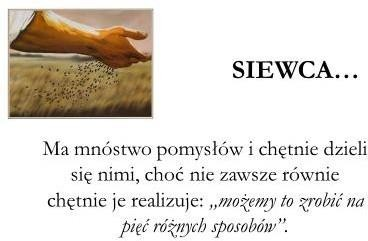 SIEWCA…
Ma mnóstwo pomysłów i chętnie dzieli
się nimi, choć nie zawsze równie
chętnie je realizuje: „możemy to zrobić na
pięć różnych sposobów”.